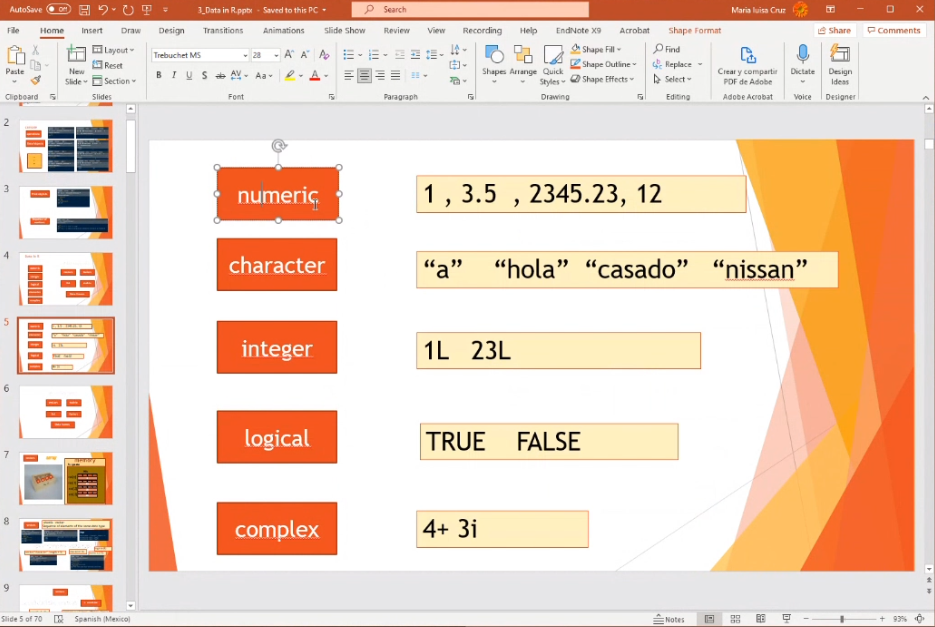 AutoSave Off 3_Data in R.pptx - Saved to this PC Search Maria luisa Cruz
File Home Insert Draw Design Transitions Animations Slide Show Review View Recording Help EndNote X9 Acrobat Shape Format Share Comments
Paste New Slide Layout Reset Section Trebuchet MS 28 Shapes Arrange Quick Styles Shape Fill Shape Outline Shape Effects Find Replace Select Crear y compartir PDF de Adobe Dictate Design Ideas
Clipboard Slides Font Paragraph Drawing Editing Adobe Acrobat Voice Designer
2
3
4
5
6
7
8
9
numeric 1 , 3.5 , 2345.23, 12
character “a” “hola” “casado” “nissan”
integer 1L 23L
logical TRUE FALSE
complex 4+ 3i
Slide 5 of 70 Spanish (Mexico) Notes 93%